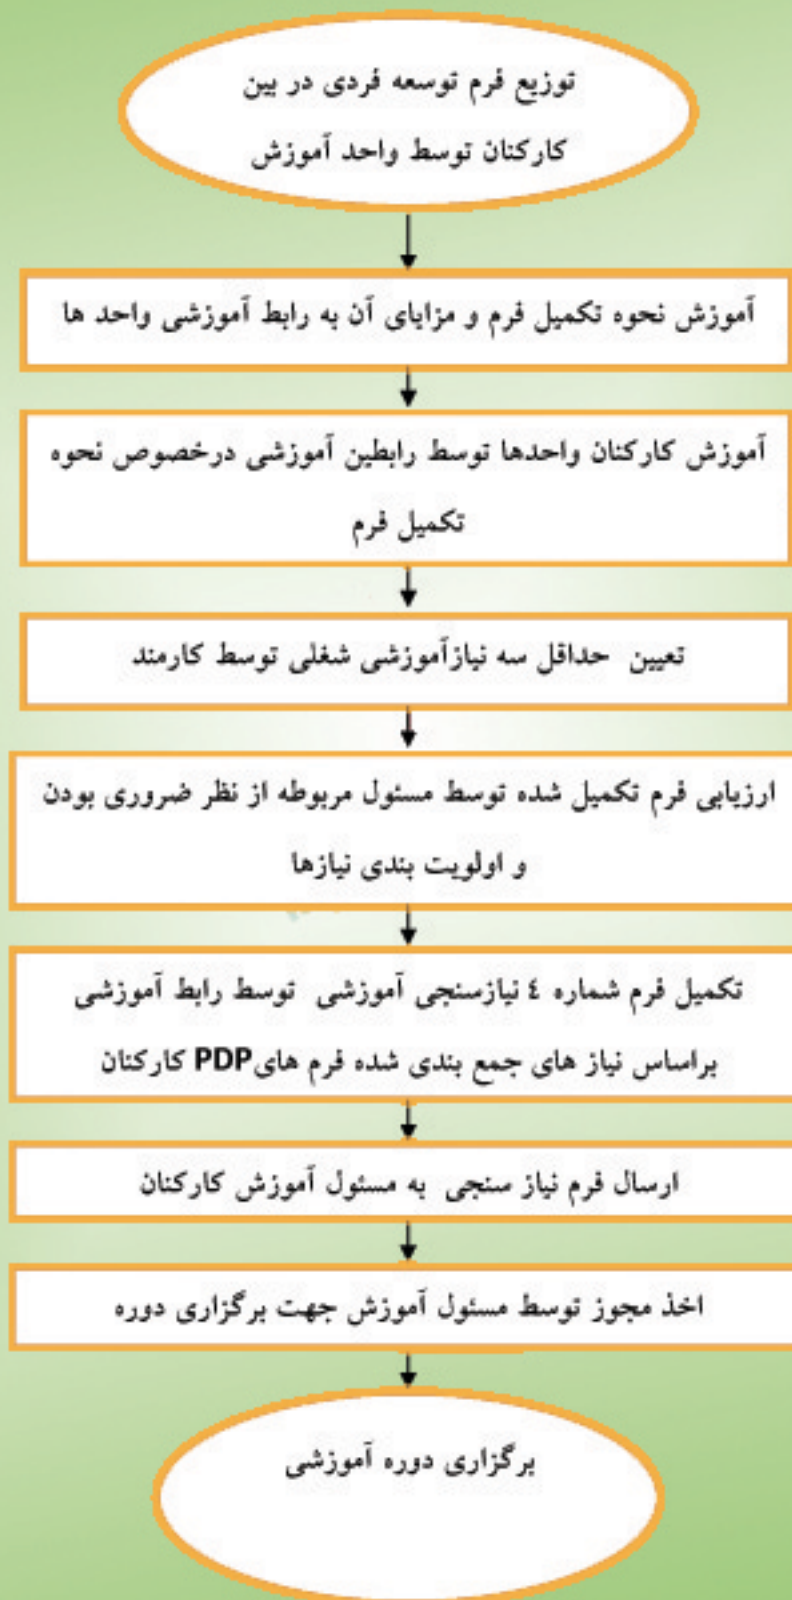 توزیع فرم توسعه فردی در بین
کارکنان توسط واحد آموزش
آموزش نحوه تکمیل فرم و مزایای آن به رابط آموزشی واحد ها
آموزش کارکنان واحدها توسط رابطین آموزشی درخصوص نحوه
تکمیل فرم
تعیین حداقل سه نیازآموزشی شغلی توسط کارمند
ارزیابی فرم تکمیل شده توسط مسئول مربوطه از نظر ضروری بودن
و اولویت بندی نیازها
تکمیل فرم شماره ٤ نیازسنجی آموزشی توسط رابط آموزشی
براساس نیاز های جمع بندی شده فرم هایPDP کارکنان
ارسال فرم نیاز سنجی به مسئول آموزش کارکنان
اخذ مجوز توسط مسئول آموزش جهت برگزاری دوره
برگزاری دوره آموزشی